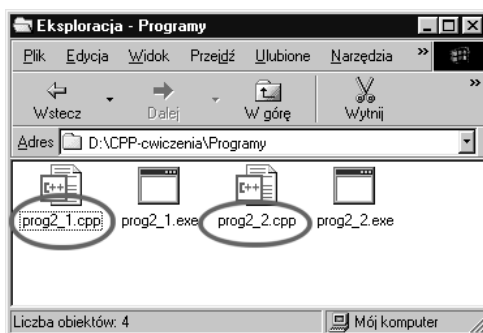 Eksploracja - Programy
Plik Edycja Widok Przejdź Ulubione Narzędzia »
Wstecz Dalej W górę Wytnij »
Adres D:\CPP-cwiczenia\Programy
C++ C++
prog2_1.cpp prog2_1.exe prog2_2.cpp prog2_2.exe
Liczba obiektów: 4 Mój komputer